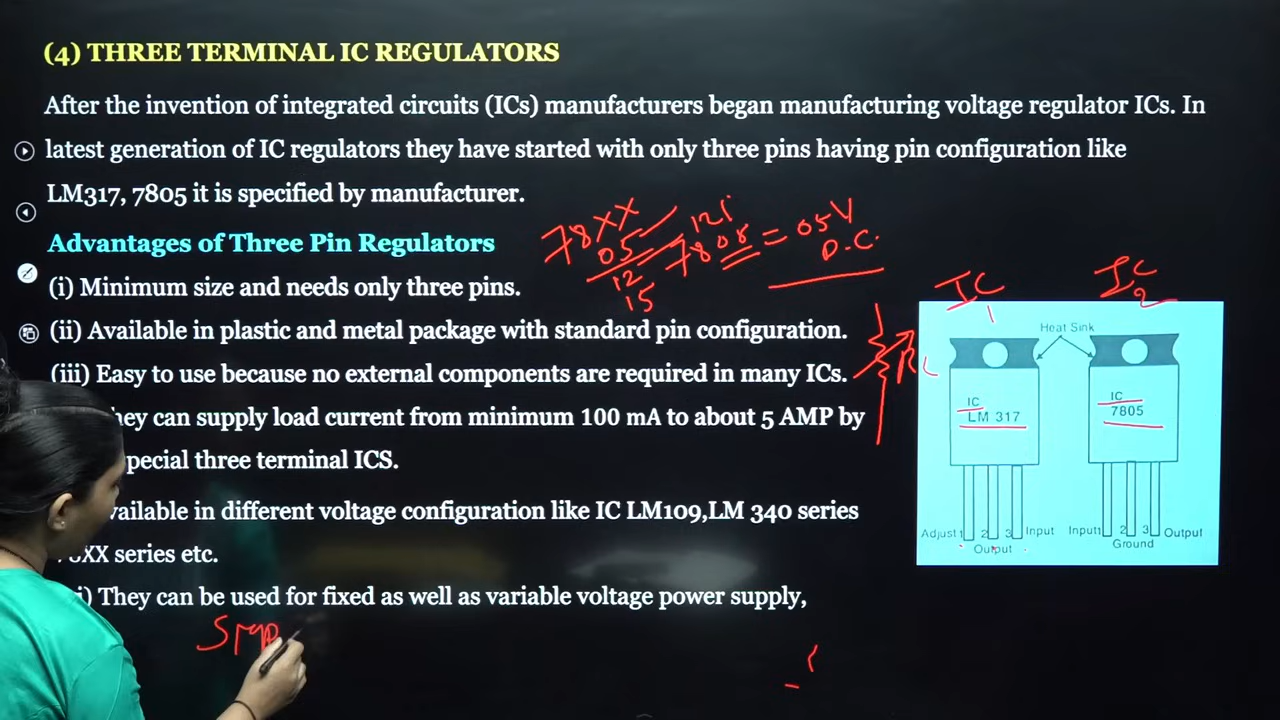 (4) THREE TERMINAL IC REGULATORS
After the invention of integrated circuits (ICs) manufacturers began manufacturing voltage regulator ICs. In
latest generation of IC regulators they have started with only three pins having pin configuration like
LM317, 7805 it is specified by manufacturer.
78XX
05
12
15
7805 = 05V
D.C.
Advantages of Three Pin Regulators
(i) Minimum size and needs only three pins.
(ii) Available in plastic and metal package with standard pin configuration.
(iii) Easy to use because no external components are required in many ICs.
hey can supply load current from minimum 100 mA to about 5 AMP by
pecial three terminal ICS.
vailable in different voltage configuration like IC LM109,LM 340 series
XX series etc.
i) They can be used for fixed as well as variable voltage power supply,
RL
IC1
IC2
Heat Sink
IC
LM 317
IC
7805
Adjust 1 2 3 Input
Output
Input 1 2 3 Output
Ground